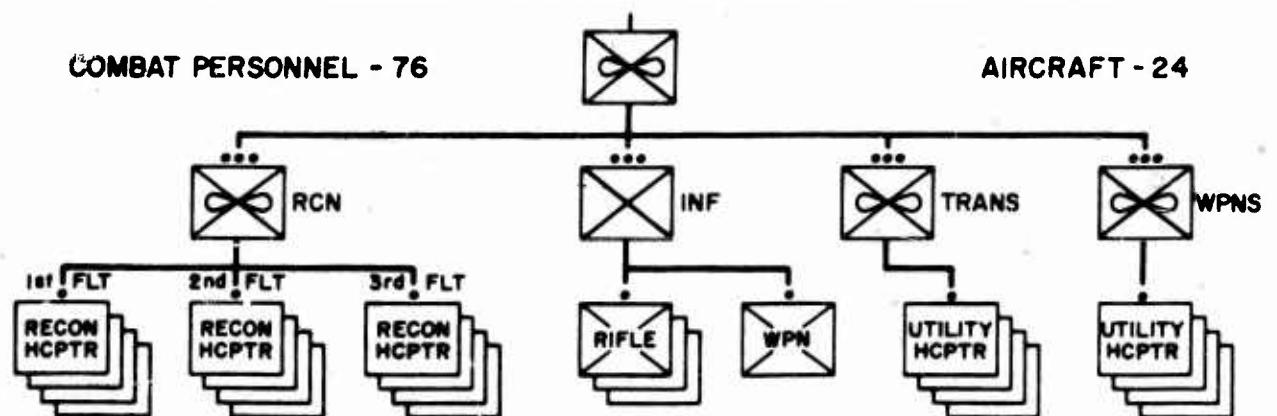 COMBAT PERSONNEL - 76
AIRCRAFT - 24
RCN
INF
TRANS
WPNS
1st FLT
2nd FLT
3rd FLT
RECON
HCPTR
RECON
HCPTR
RECON
HCPTR
RIFLE
WPN
UTILITY
HCPTR
UTILITY
HCPTR